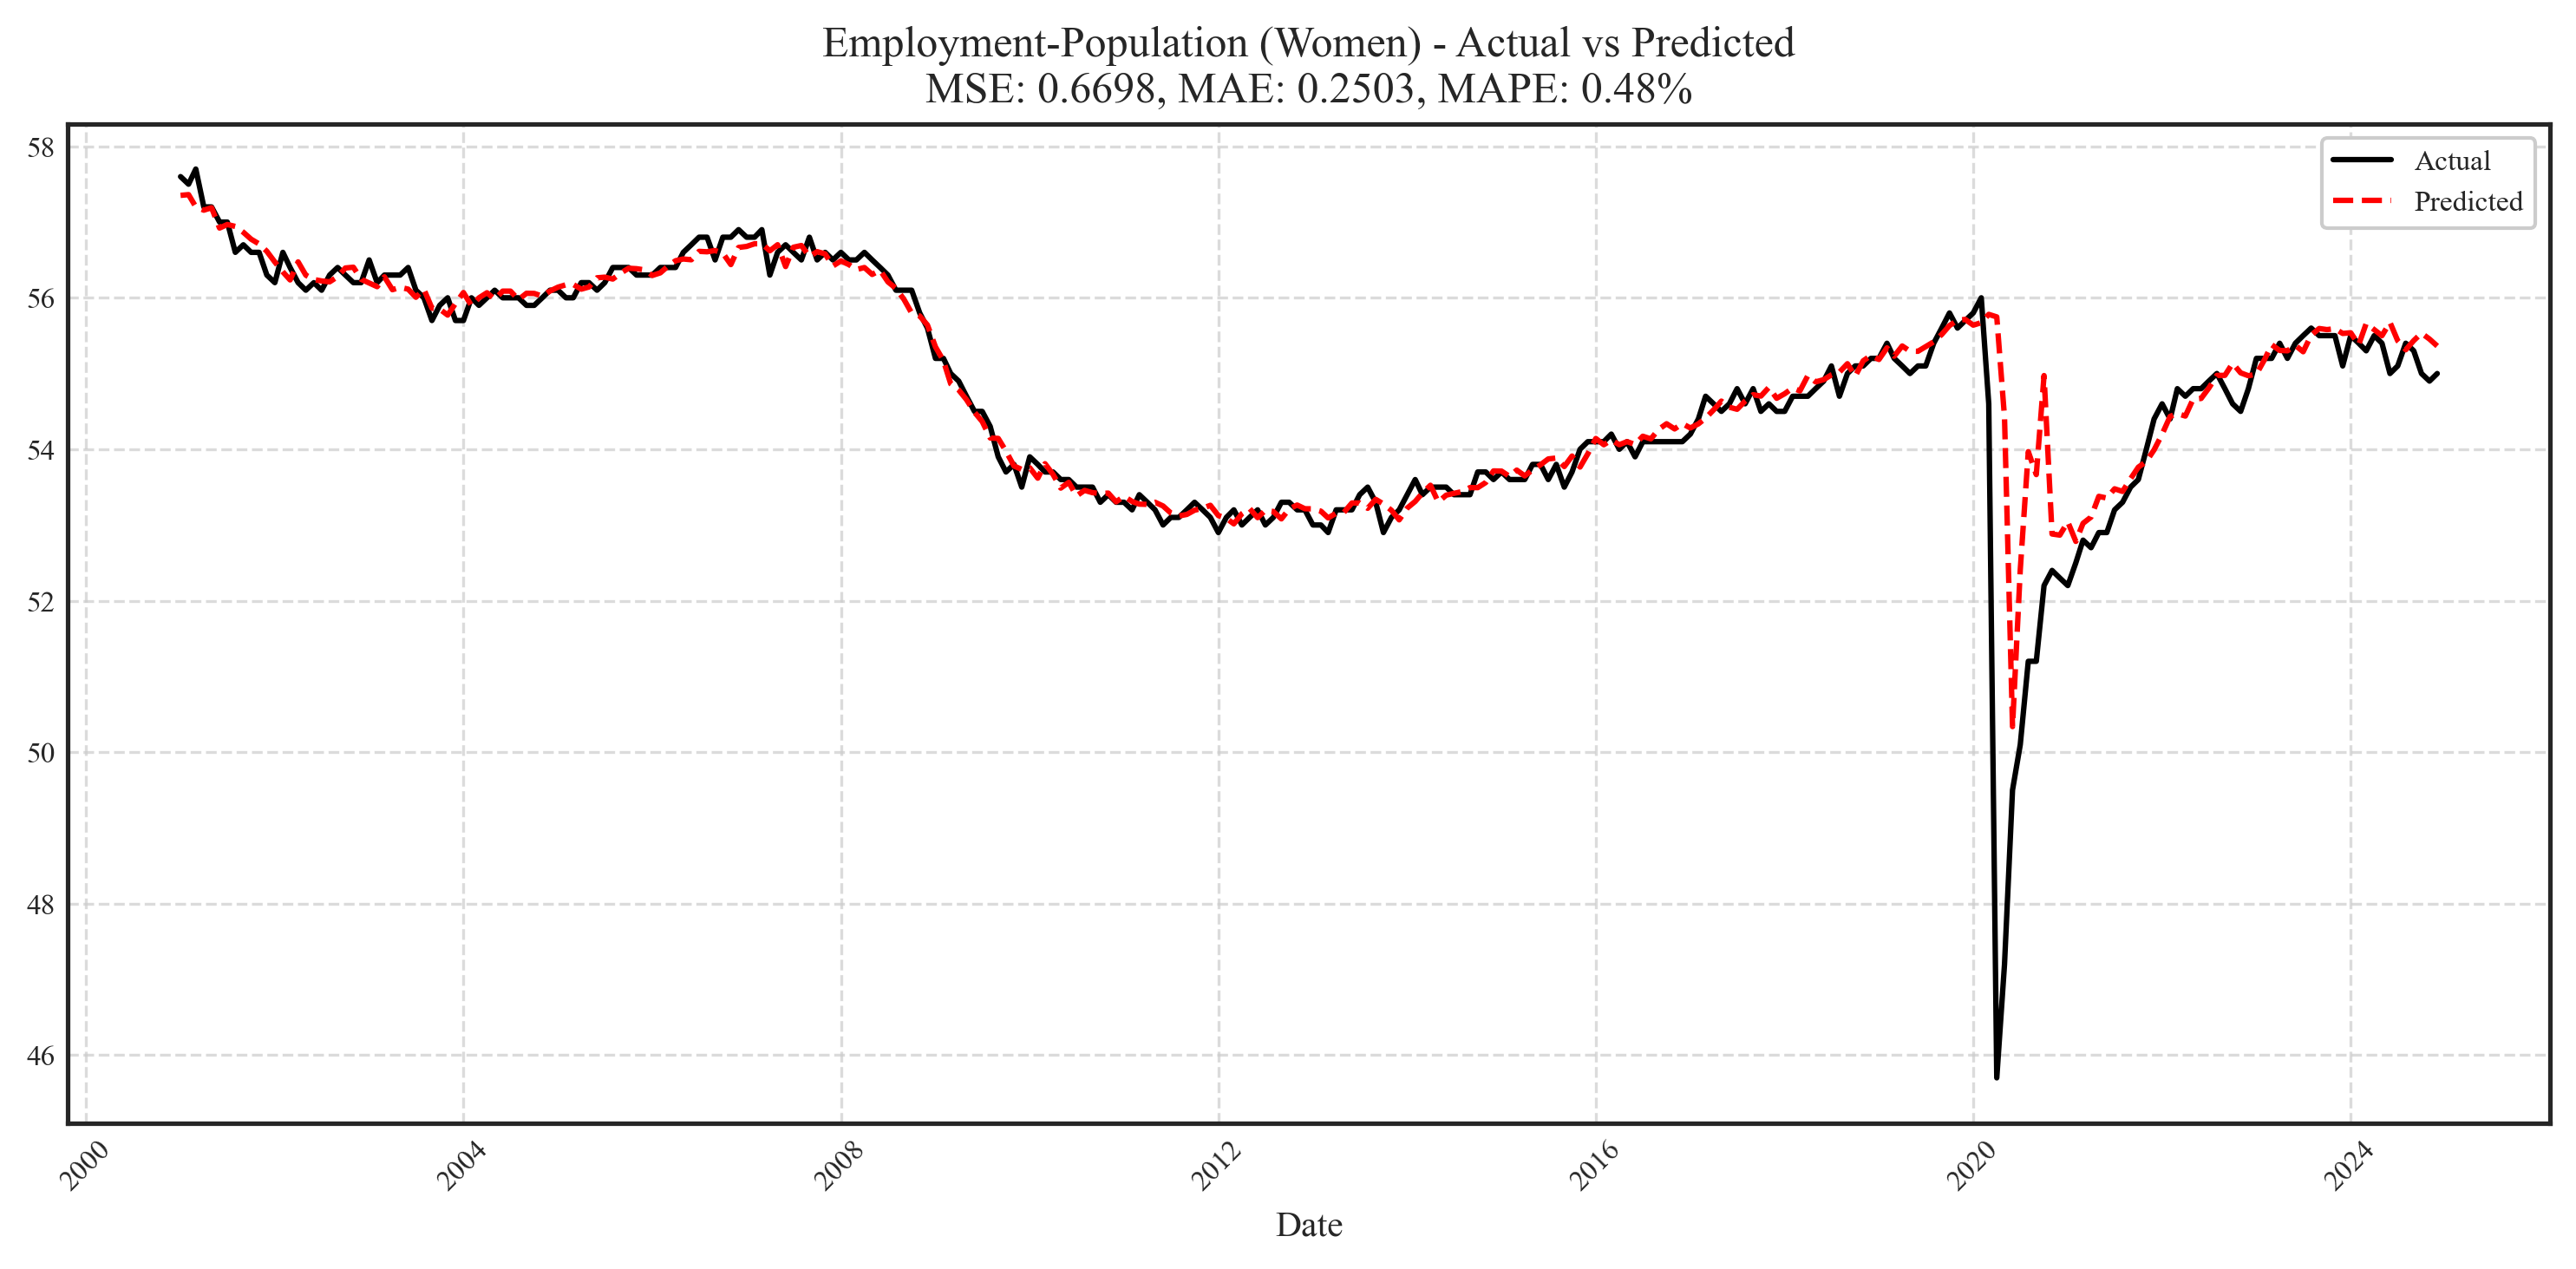 Employment-Population (Women) - Actual vs Predicted
MSE: 0.6698, MAE: 0.2503, MAPE: 0.48%
Actual
Predicted
58
56
54
52
50
48
46
2000
2004
2008
2012
2016
2020
2024
Date